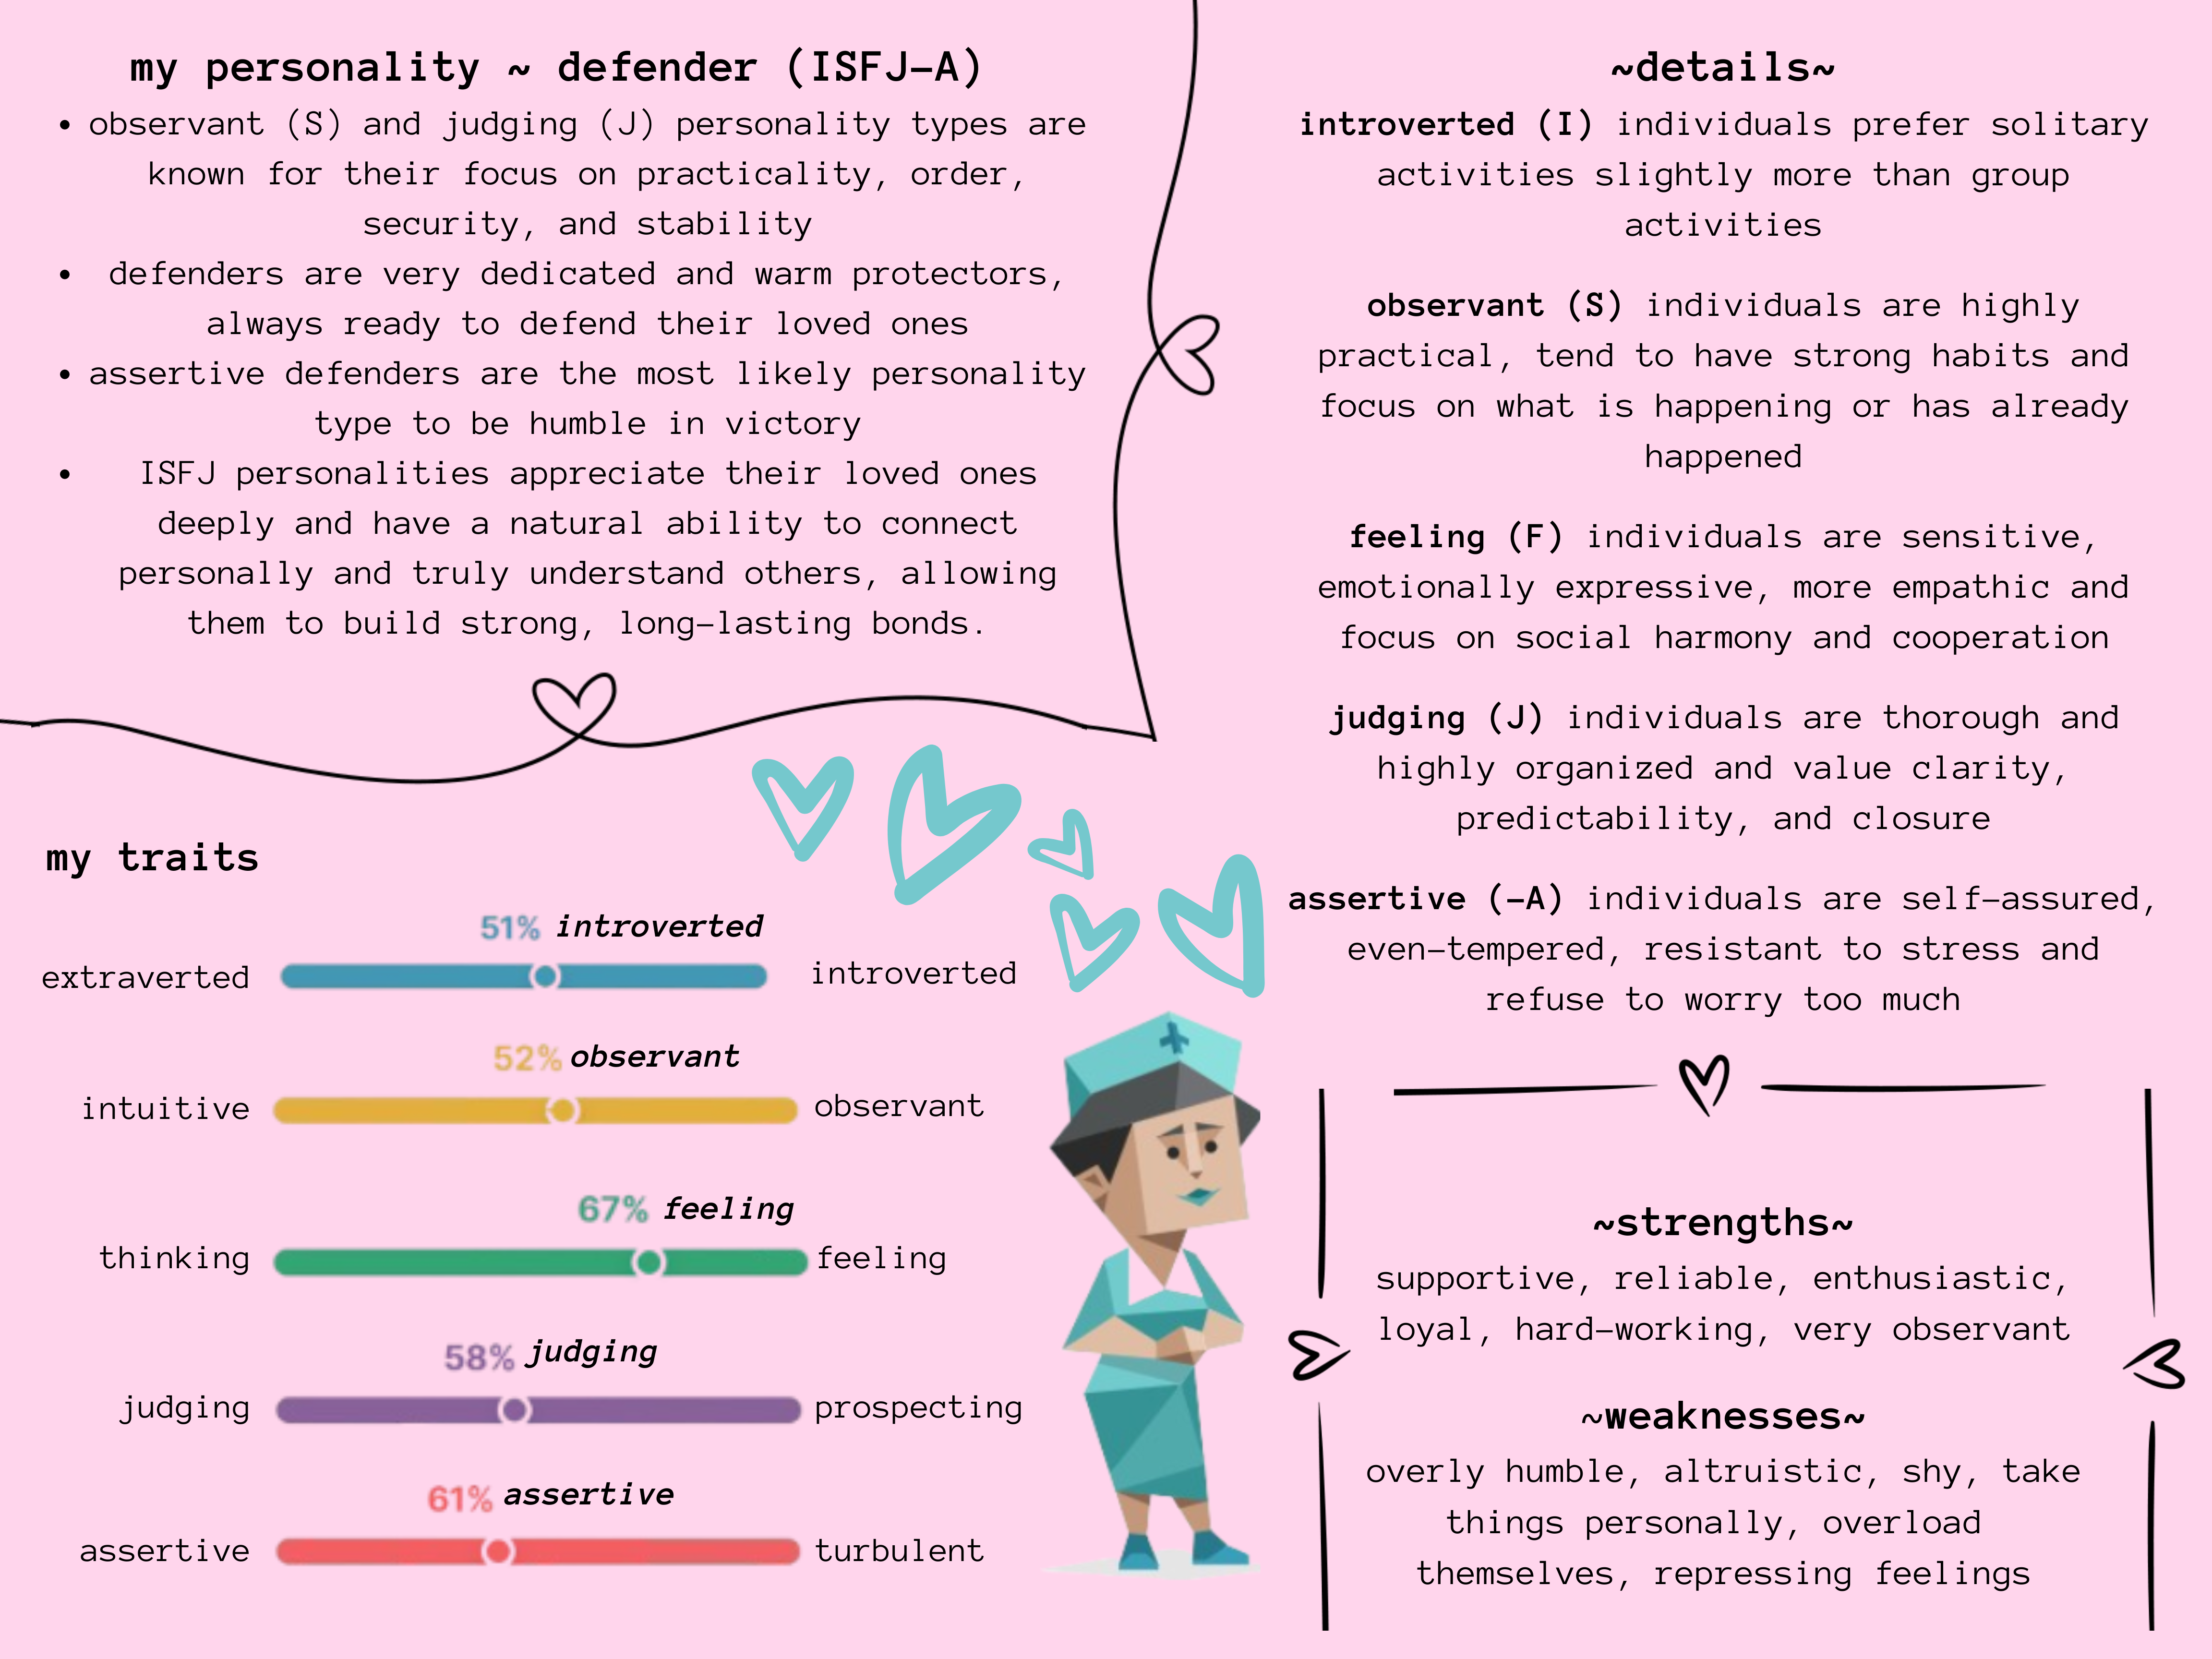 my personality ~ defender (ISFJ-A)
• observant (S) and judging (J) personality types are
known for their focus on practicality, order,
security, and stability
• defenders are very dedicated and warm protectors,
always ready to defend their loved ones
• assertive defenders are the most likely personality
type to be humble in victory
• ISFJ personalities appreciate their loved ones
deeply and have a natural ability to connect
personally and truly understand others, allowing
them to build strong, long-lasting bonds.
my traits
51% introverted
extraverted introverted
52% observant
intuitive observant
67% feeling
thinking feeling
58% judging
judging prospecting
61% assertive
assertive turbulent
~details~
introverted (I) individuals prefer solitary
activities slightly more than group
activities
observant (S) individuals are highly
practical, tend to have strong habits and
focus on what is happening or has already
happened
feeling (F) individuals are sensitive,
emotionally expressive, more empathic and
focus on social harmony and cooperation
judging (J) individuals are thorough and
highly organized and value clarity,
predictability, and closure
assertive (-A) individuals are self-assured,
even-tempered, resistant to stress and
refuse to worry too much
~strengths~
supportive, reliable, enthusiastic,
loyal, hard-working, very observant
~weaknesses~
overly humble, altruistic, shy, take
things personally, overload
themselves, repressing feelings